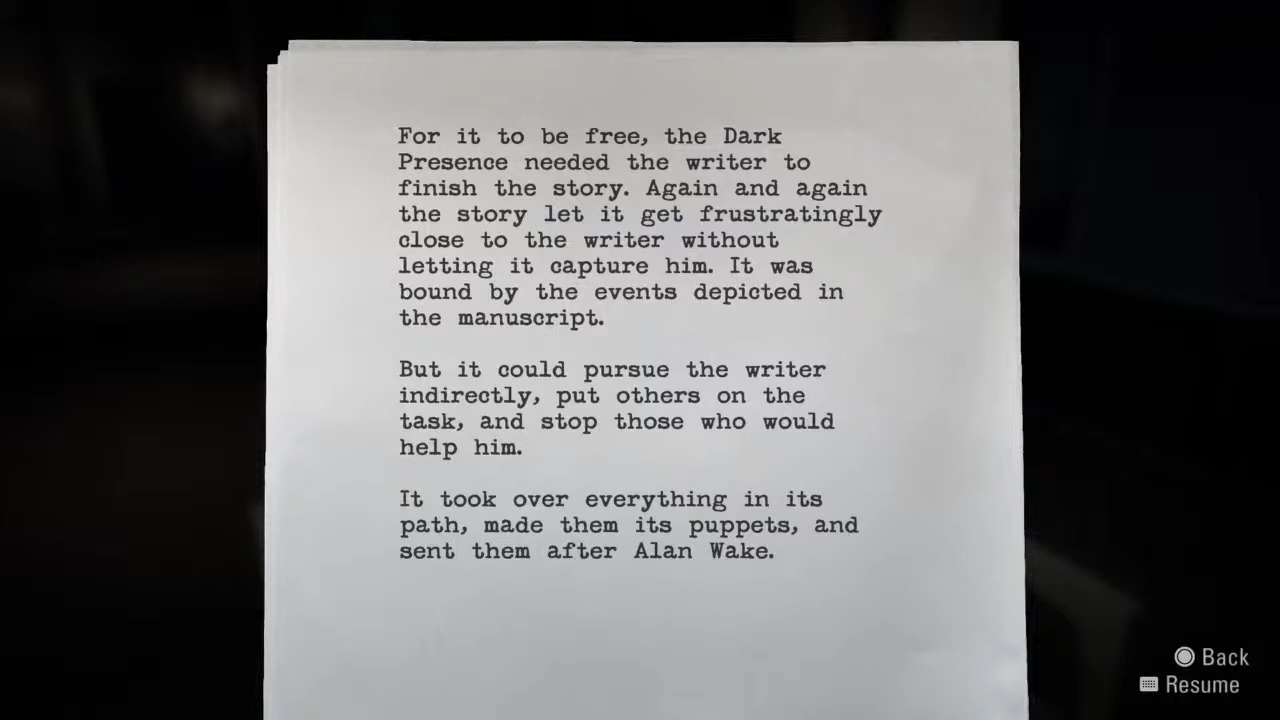 For it to be free, the Dark
Presence needed the writer to
finish the story. Again and again
the story let it get frustratingly
close to the writer without
letting it capture him. It was
bound by the events depicted in
the manuscript.
But it could pursue the writer
indirectly, put others on the
task, and stop those who would
help him.
It took over everything in its
path, made them its puppets, and
sent them after Alan Wake.
Back
Resume